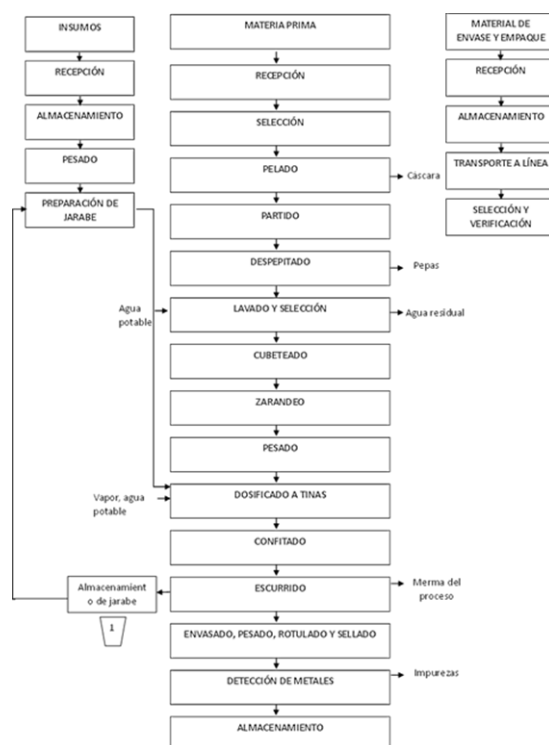 INSUMOS
RECEPCIÓN
ALMACENAMIENTO
PESADO
PREPARACIÓN DE
JARABE
MATERIA PRIMA
RECEPCIÓN
SELECCIÓN
PELADO
Cáscara
PARTIDO
DESPEPITADO
Pepas
Agua
potable
LAVADO Y SELECCIÓN
Agua residual
CUBETEADO
ZARANDEO
PESADO
DOSIFICADO A TINAS
Vapor, agua
potable
CONFITADO
ESCURRIDO
Merma del
proceso
Almacenamient
o de jarabe
1
ENVASADO, PESADO, ROTULADO Y SELLADO
DETECCIÓN DE METALES
Impurezas
ALMACENAMIENTO
MATERIAL DE
ENVASE Y EMPAQUE
RECEPCIÓN
ALMACENAMIENTO
TRANSPORTE A LÍNEA
SELECCIÓN Y
VERIFICACIÓN